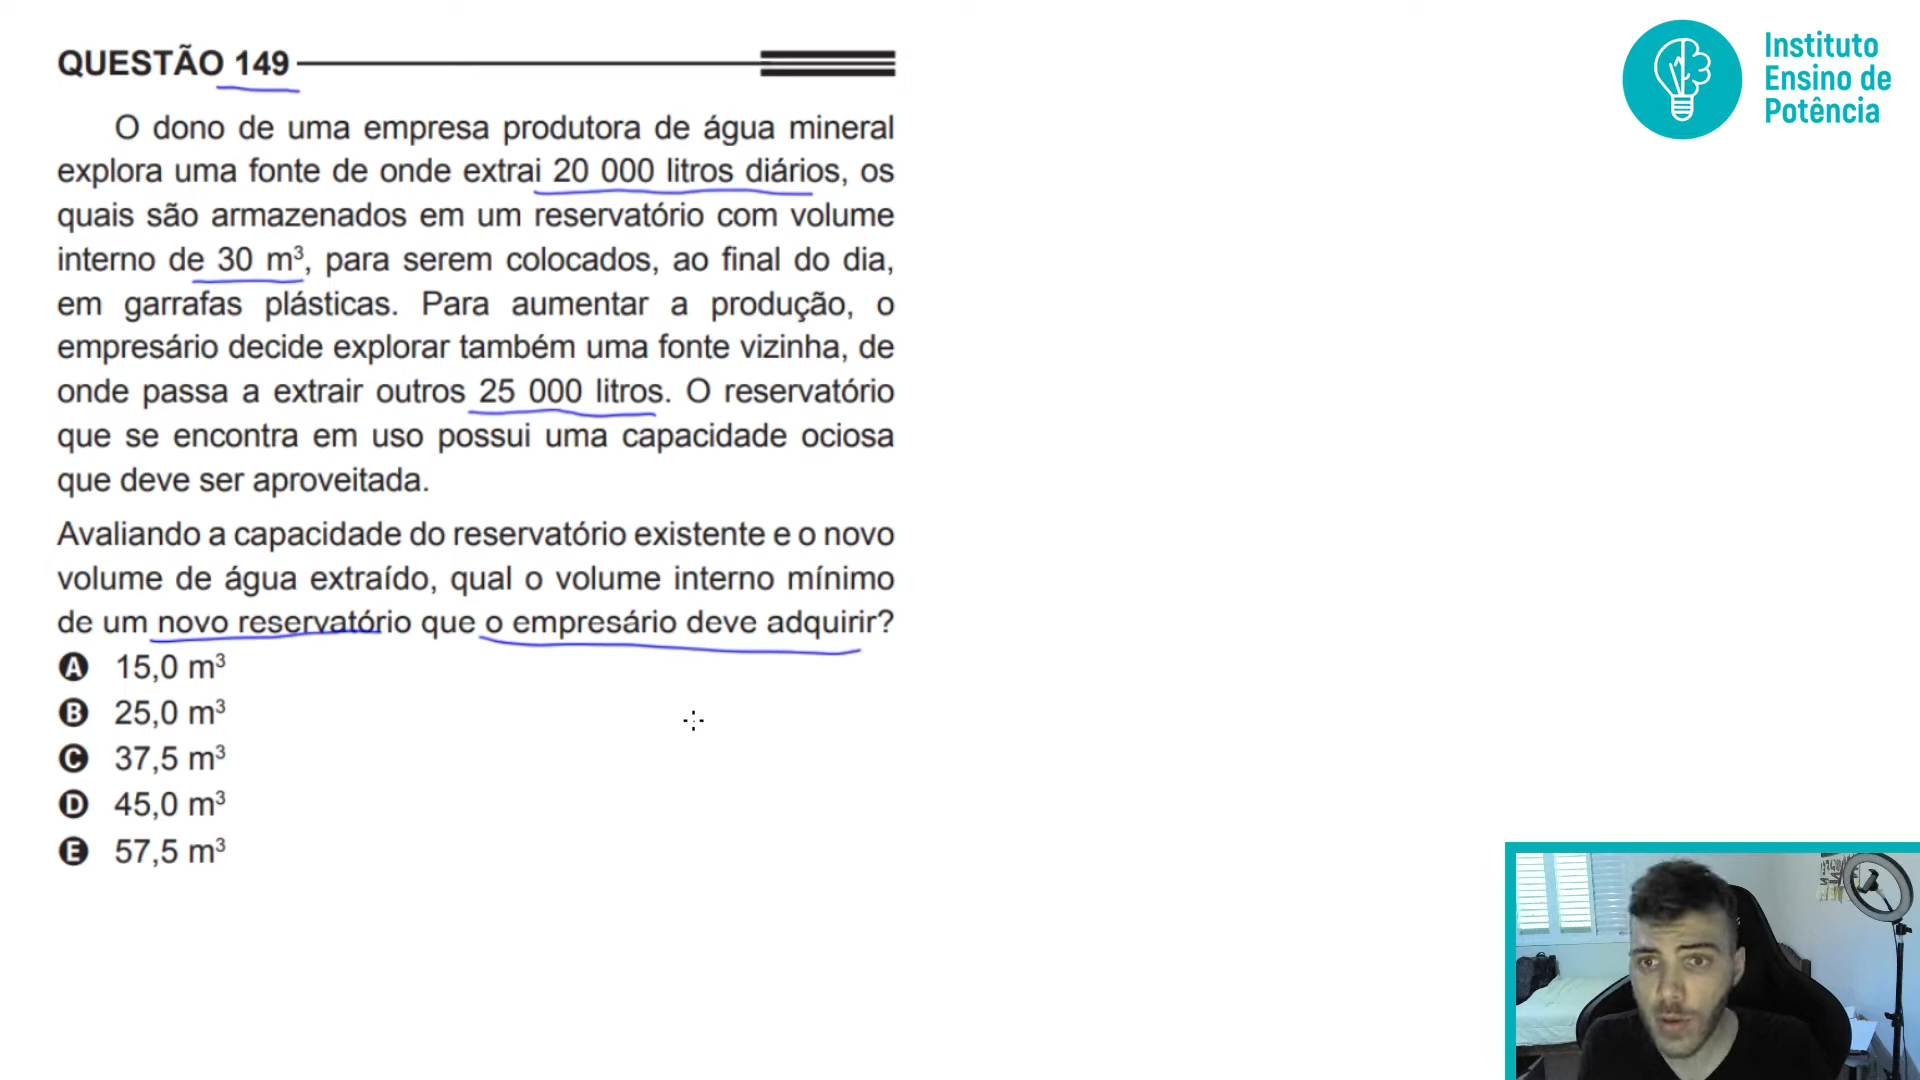 QUESTÃO 149
O dono de uma empresa produtora de água mineral
explora uma fonte de onde extrai 20 000 litros diários, os
quais são armazenados em um reservatório com volume
interno de 30 m³, para serem colocados, ao final do dia,
em garrafas plásticas. Para aumentar a produção, o
empresário decide explorar também uma fonte vizinha, de
onde passa a extrair outros 25 000 litros. O reservatório
que se encontra em uso possui uma capacidade ociosa
que deve ser aproveitada.
Avaliando a capacidade do reservatório existente e o novo
volume de água extraído, qual o volume interno mínimo
de um novo reservatório que o empresário deve adquirir?
A 15,0 m³
B 25,0 m³
C 37,5 m³
D 45,0 m³
E 57,5 m³
Instituto
Ensino de
Potência